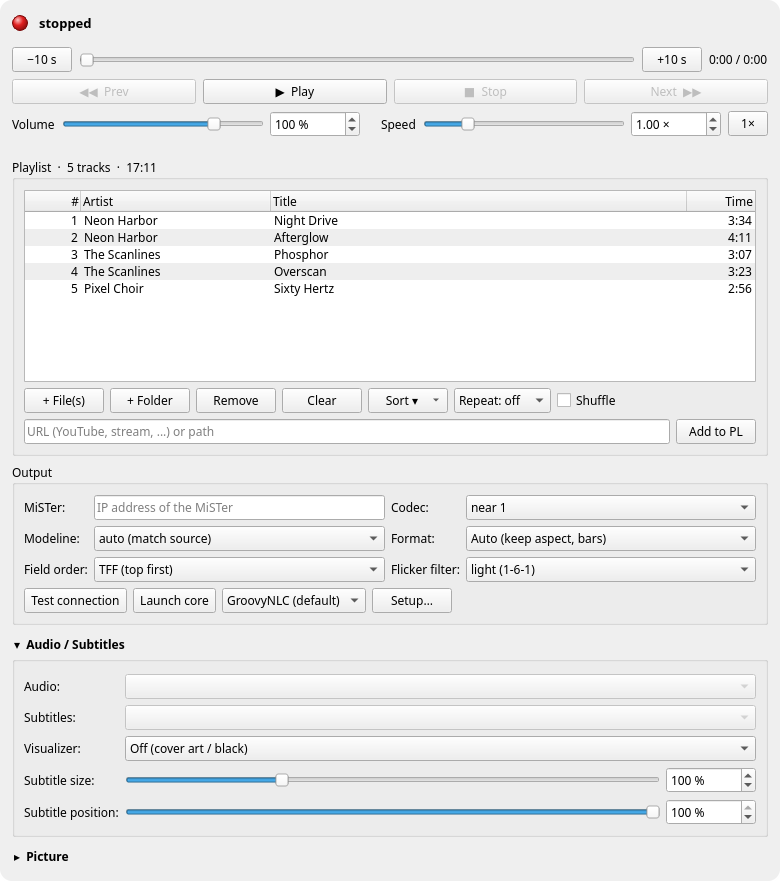 stopped
−10 s +10 s 0:00 / 0:00
◀◀ Prev ▶ Play ■ Stop Next ▶▶
Volume 100 % Speed 1.00 × 1×
Playlist · 5 tracks · 17:11
# Artist Title Time
1 Neon Harbor Night Drive 3:34
2 Neon Harbor Afterglow 4:11
3 The Scanlines Phosphor 3:07
4 The Scanlines Overscan 3:23
5 Pixel Choir Sixty Hertz 2:56
+ File(s) + Folder Remove Clear Sort ▾ Repeat: off Shuffle
URL (YouTube, stream, ...) or path Add to PL
Output
MiSTer: IP address of the MiSTer Codec: near 1
Modeline: auto (match source) Format: Auto (keep aspect, bars)
Field order: TFF (top first) Flicker filter: light (1-6-1)
Test connection Launch core GroovyNLC (default) Setup...
▾ Audio / Subtitles
Audio:
Subtitles:
Visualizer: Off (cover art / black)
Subtitle size: 100 %
Subtitle position: 100 %
▸ Picture